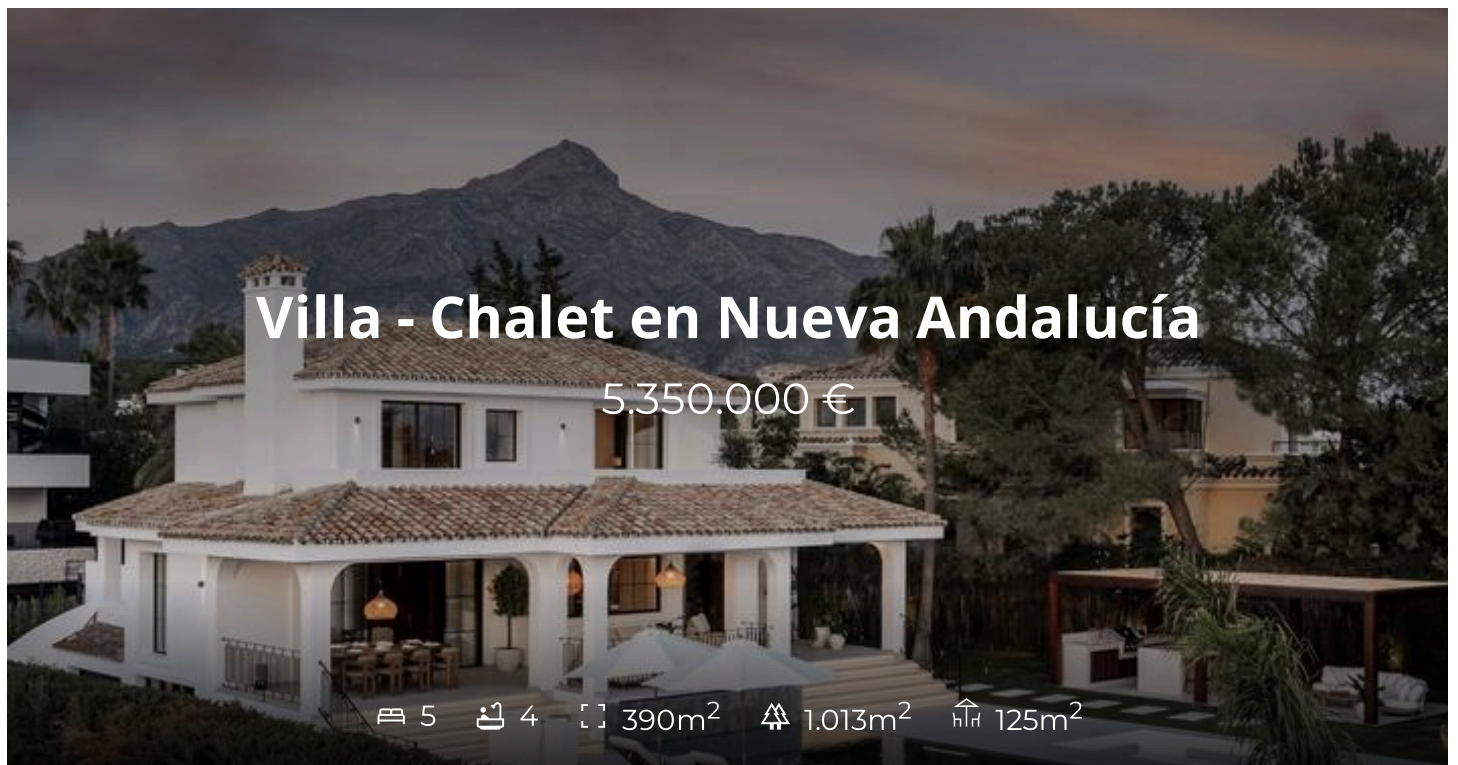 Villa - Chalet en Nueva Andalucía
5.350.000 €
5 4 390m² 1.013m² 125m²